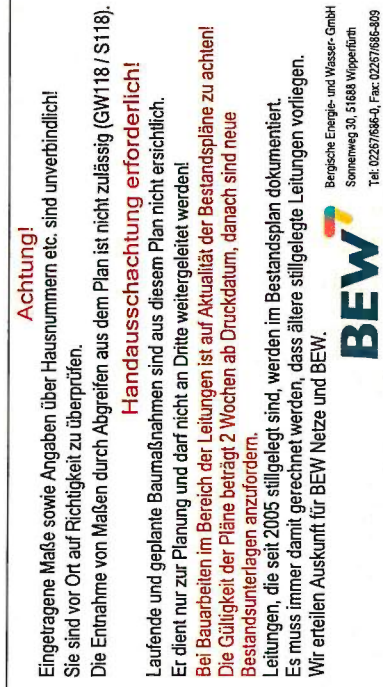 Achtung!
Eingetragene Maße sowie Angaben über Hausnummern etc. sind unverbindlich!
Sie sind vor Ort auf Richtigkeit zu überprüfen.
Die Entnahme von Maßen durch Abgreifen aus dem Plan ist nicht zulässig (GW118 / S118).
Handausschachtung erforderlich!
Laufende und geplante Baumaßnahmen sind aus diesem Plan nicht ersichtlich.
Er dient nur zur Planung und darf nicht an Dritte weitergeleitet werden!
Bei Bauarbeiten im Bereich der Leitungen ist auf Aktualität der Bestandspläne zu achten!
Die Gültigkeit der Pläne beträgt 2 Wochen ab Druckdatum, danach sind neue
Bestandsunterlagen anzufordern.
Leitungen, die seit 2005 stillgelegt sind, werden im Bestandsplan dokumentiert.
Es muss immer damit gerechnet werden, dass ältere stillgelegte Leitungen vorliegen.
Wir erteilen Auskunft für BEW Netze und BEW.
BEW
Bergische Energie- und Wasser- GmbH
Sonnenweg 30, 51688 Wipperfürth
Tel: 02267/686-0, Fax: 02267/686-809